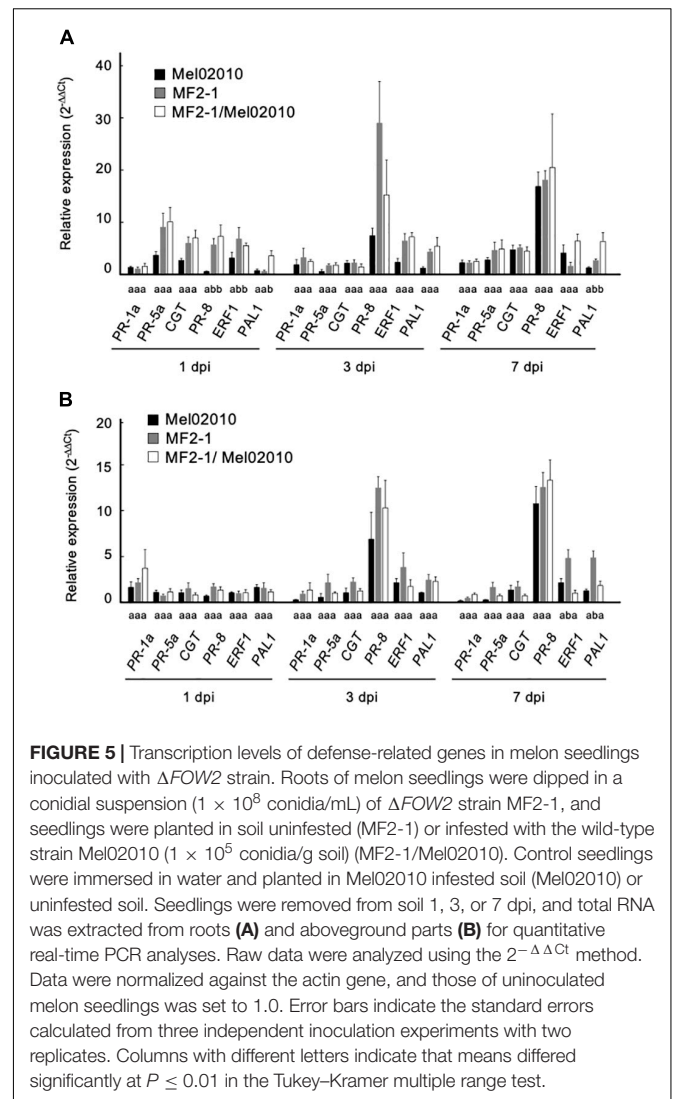 A
40
30
20
10
0
Relative expression (2-ΔΔCt)
Mel02010
MF2-1
MF2-1/Mel02010
aaa aaa aaa abb abb aab aaa aaa aaa aaa aaa aaa aaa aaa aaa aaa aaa abb
PR-1a PR-5a CGT PR-8 ERF1 PAL1 PR-1a PR-5a CGT PR-8 ERF1 PAL1 PR-1a PR-5a CGT PR-8 ERF1 PAL1
1 dpi 3 dpi 7 dpi
B
20
15
10
5
0
Relative expression (2-ΔΔCt)
Mel02010
MF2-1
MF2-1/ Mel02010
aaa aaa aaa aaa aaa aaa aaa aaa aaa aaa aaa aaa aaa aaa aaa aaa aba aba
PR-1a PR-5a CGT PR-8 ERF1 PAL1 PR-1a PR-5a CGT PR-8 ERF1 PAL1 PR-1a PR-5a CGT PR-8 ERF1 PAL1
1 dpi 3 dpi 7 dpi
FIGURE 5 | Transcription levels of defense-related genes in melon seedlings
inoculated with ΔFOW2 strain. Roots of melon seedlings were dipped in a
conidial suspension (1 × 10⁸ conidia/mL) of ΔFOW2 strain MF2-1, and
seedlings were planted in soil uninfested (MF2-1) or infested with the wild-type
strain Mel02010 (1 × 10⁵ conidia/g soil) (MF2-1/Mel02010). Control seedlings
were immersed in water and planted in Mel02010 infested soil (Mel02010) or
uninfested soil. Seedlings were removed from soil 1, 3, or 7 dpi, and total RNA
was extracted from roots (A) and aboveground parts (B) for quantitative
real-time PCR analyses. Raw data were analyzed using the 2−ΔΔCt method.
Data were normalized against the actin gene, and those of uninoculated
melon seedlings was set to 1.0. Error bars indicate the standard errors
calculated from three independent inoculation experiments with two
replicates. Columns with different letters indicate that means differed
significantly at P ≤ 0.01 in the Tukey–Kramer multiple range test.